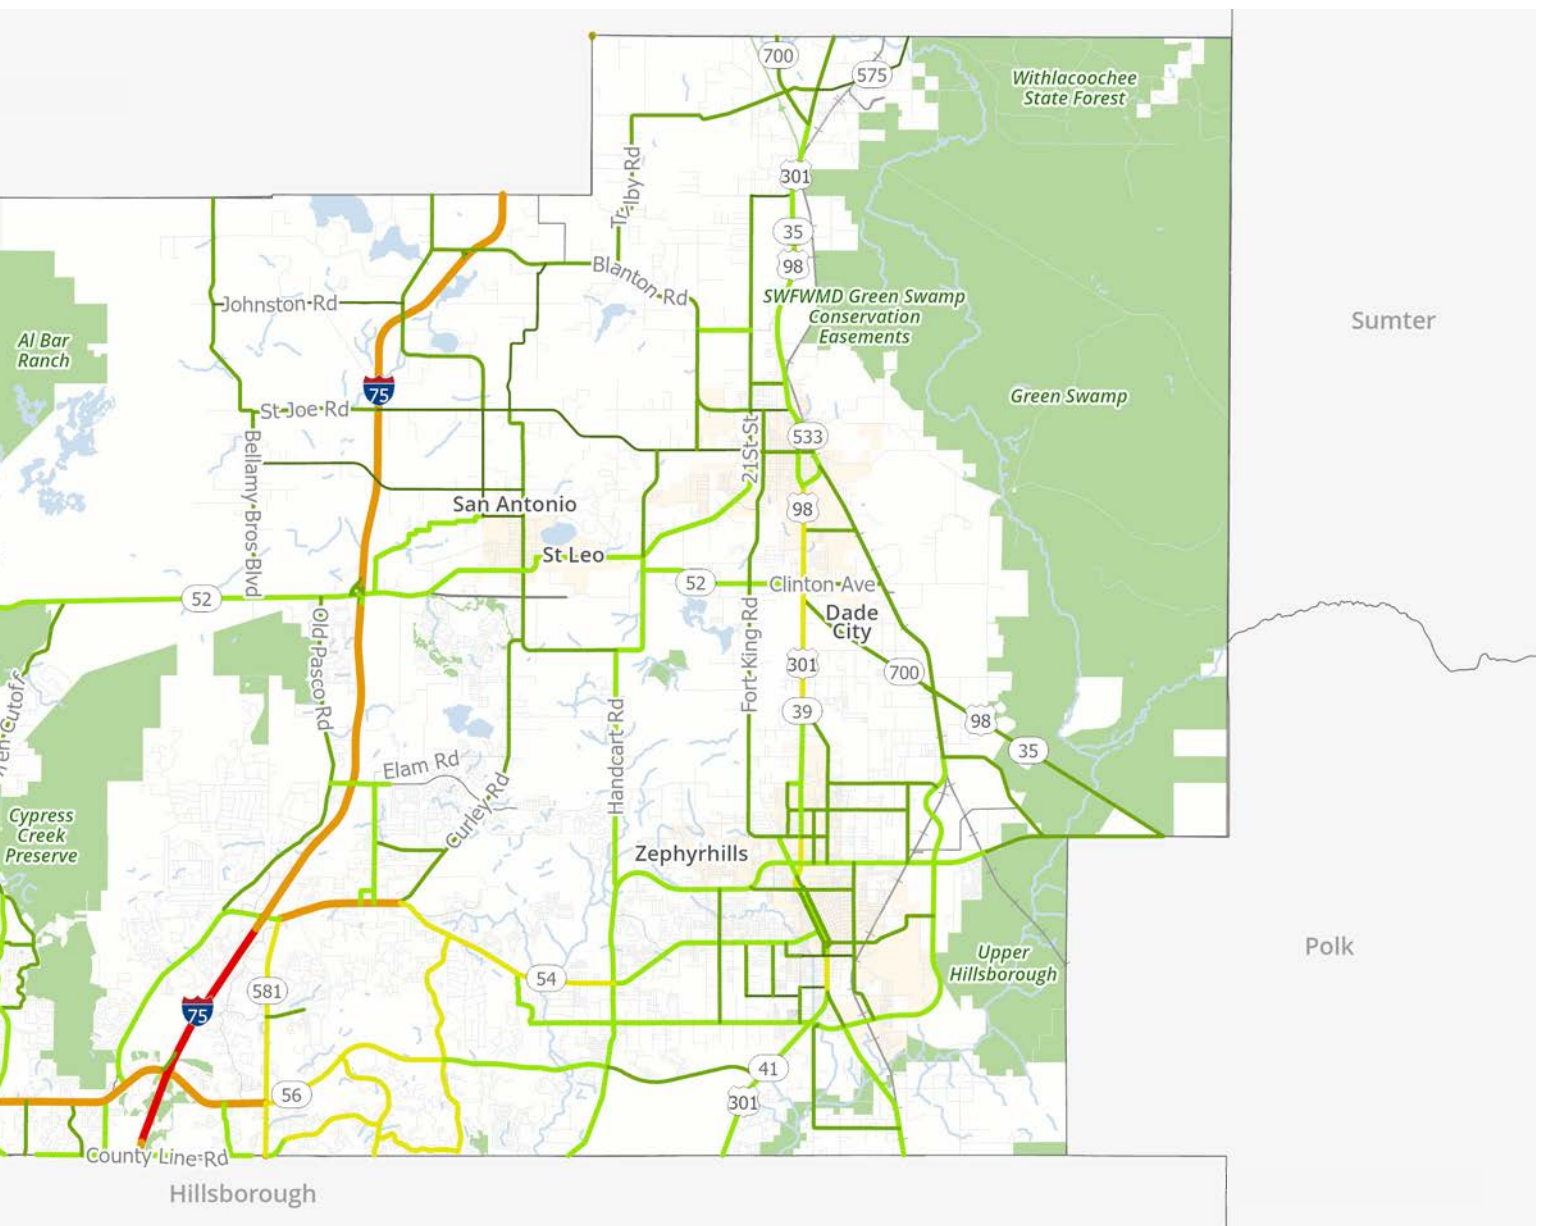 700
575
Withlacoochee
State Forest
301
Trilby Rd
35
98
Blanton Rd
Johnston Rd
SWFWMD Green Swamp
Conservation
Easements
Sumter
Al Bar
Ranch
75
Green Swamp
St Joe Rd
533
21St St
Bellamy Bros Blvd
San Antonio
98
St Leo
52
52
Clinton Ave
Old Pasco Rd
Fort King Rd
Dade
City
301
700
39
98
35
Handcart Rd
Elam Rd
Curley Rd
Cypress
Creek
Preserve
Zephyrhills
Upper
Hillsborough
Polk
54
581
75
41
56
301
County Line Rd
Hillsborough